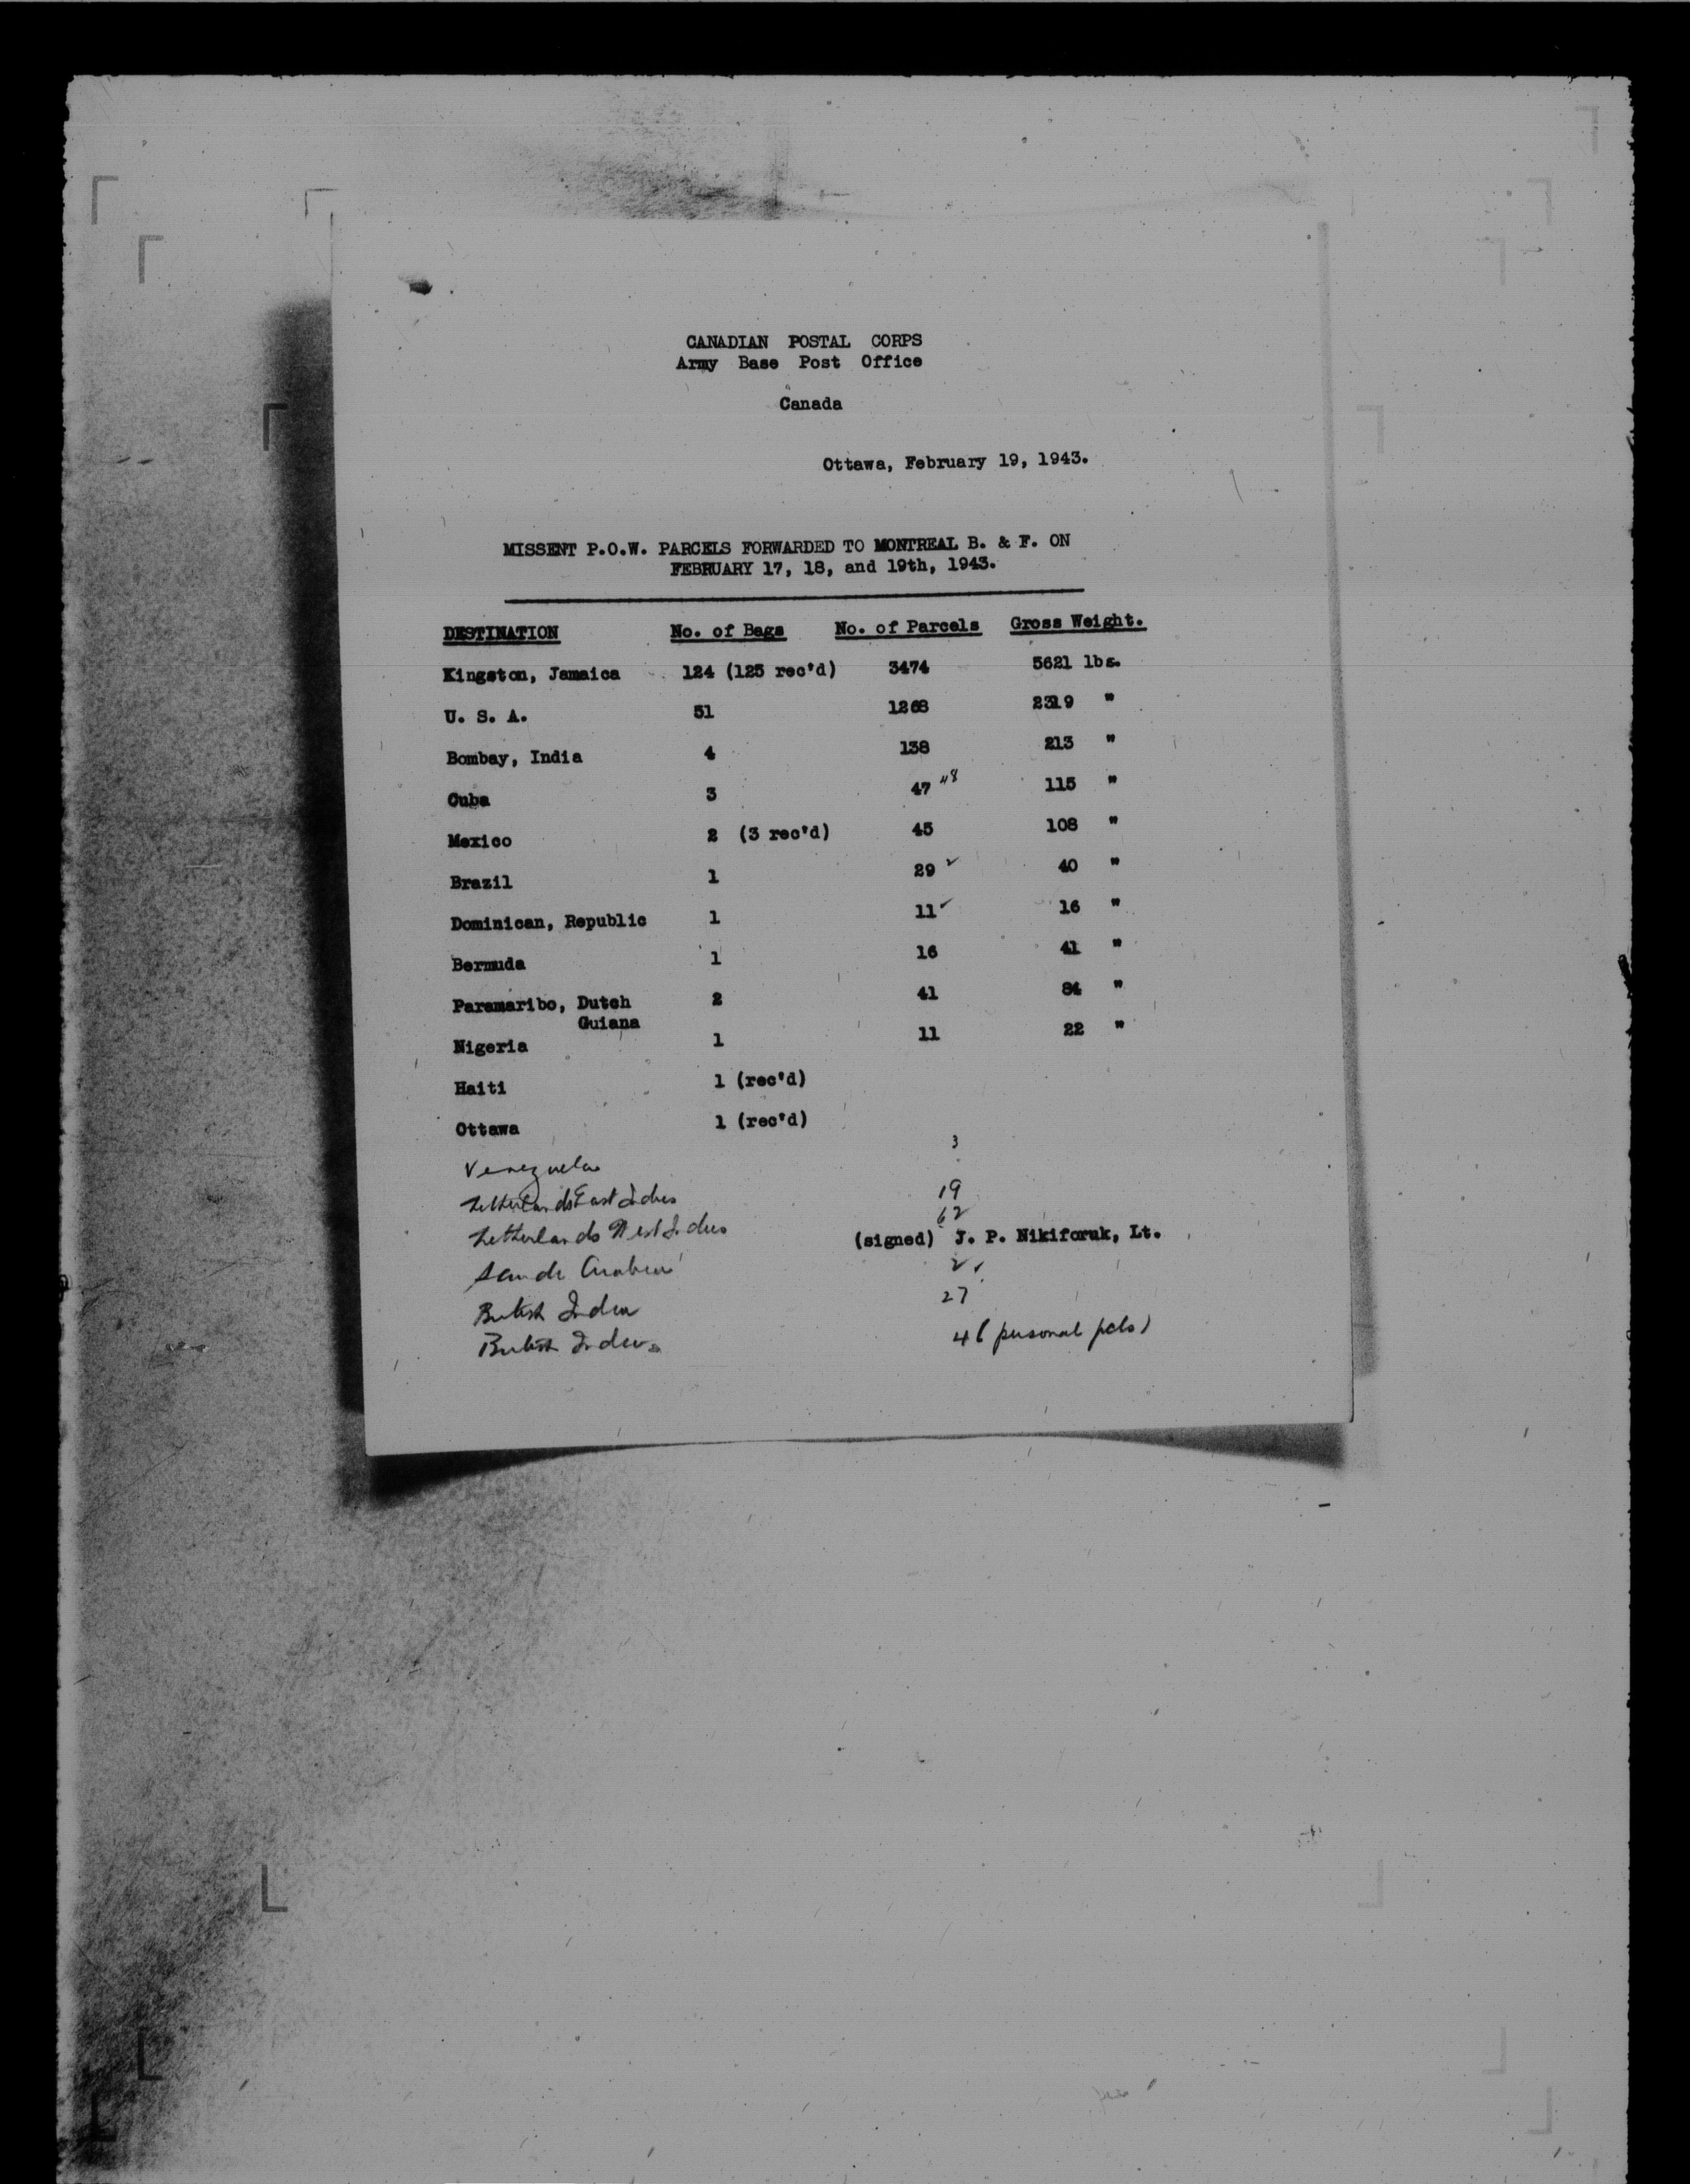 CANADIAN POSTAL CORPS
Army Base Post Office
Canada
Ottawa, February 19, 1943.
MISSENT P.O.W. PARCELS FORWARDED TO MONTREAL B. & F. ON
FEBRUARY 17, 18, and 19th, 1943.
DESTINATION No. of Bags No. of Parcels Gross Weight.
Kingston, Jamaica 124 (125 rec'd) 3474 5621 lbs.
U. S. A. 51 1268 2319 "
Bombay, India 4 138 213 "
Cuba 3 47 48 115 "
Mexico 2 (3 rec'd) 45 108 "
Brazil 1 29 ✓ 40 "
Dominican, Republic 1 11 ✓ 16 "
Bermuda 1 16 41 "
Paramaribo, Dutch 2 41 84 "
Guiana
Nigeria 1 11 22 "
Haiti 1 (rec'd)
Ottawa 1 (rec'd)
Venezuela 3
Netherlands East Indies 19
Netherlands West Indies 62
(signed) J. P. Nikiforuk, Lt.
Saudi Arabia 2 ✓
British India 27
British India 4 (personal pcls)